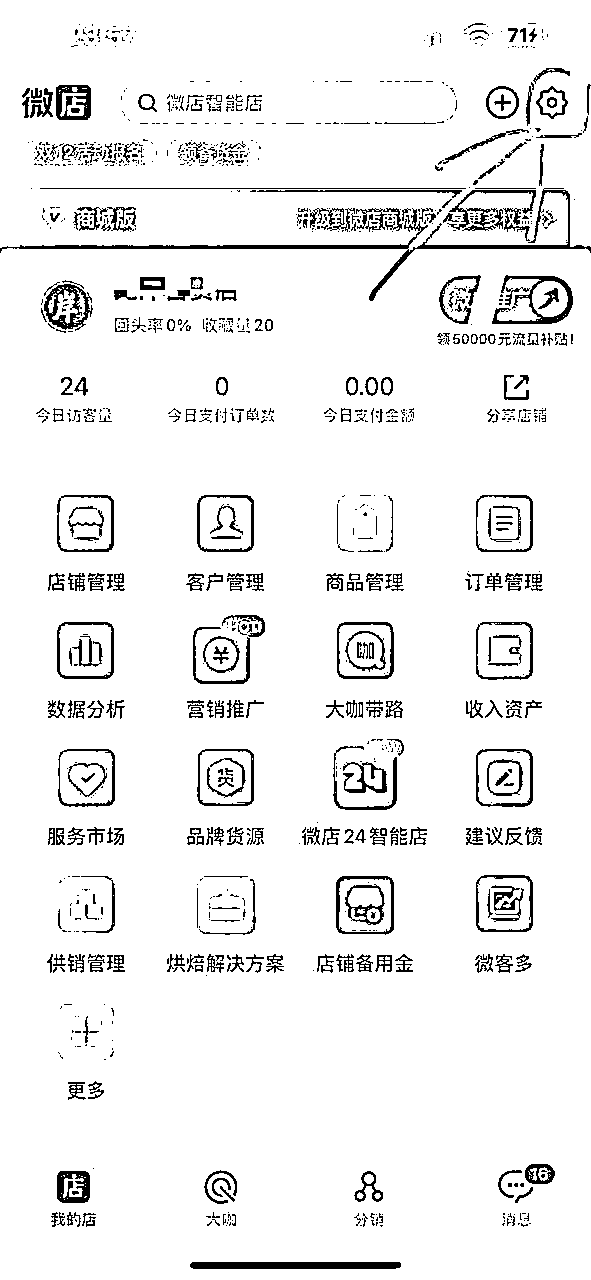 71
微店 微店智能店
双12活动报名 领备货金
商城版 升级到微店商城版，享更多权益
回头率0% 收藏量20
领50000元流量补贴!
24 0 0.00
今日访客量 今日支付订单数 今日支付金额 分享店铺
店铺管理 客户管理 商品管理 订单管理
咖 24 货
数据分析 营销推广 大咖带路 收入资产
服务市场 品牌货源 微店24智能店 建议反馈
供销管理 烘焙解决方案 店铺备用金 微客多
更多
16
店
我的店 大咖 分销 消息